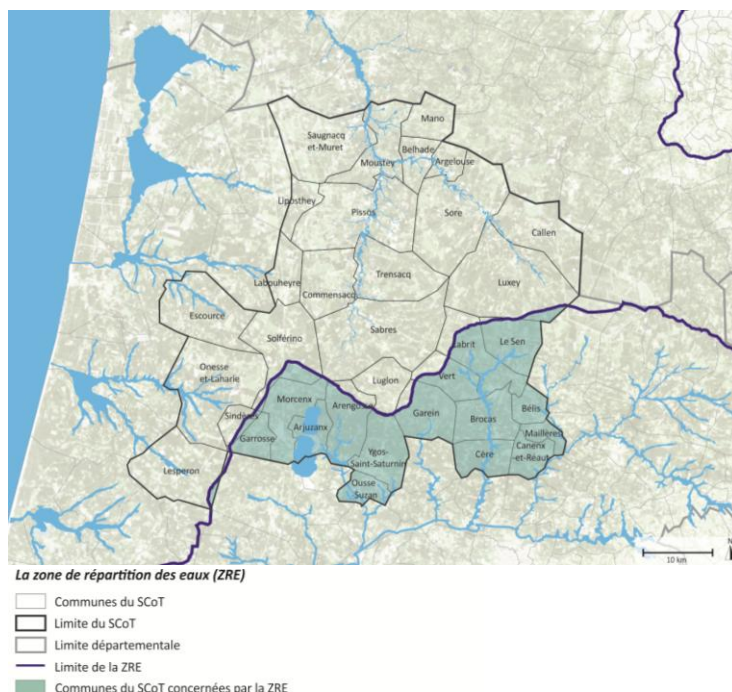 Mano
Saugnacq
et-Muret
Belhade
Moustey
Argelouse
Liposthey
Pissos
Sore
Callen
Trensacq
Labouheyre
Commensacq
Luxey
Escource
Solférino
Sabres
Labrit
Le Sen
Onesse
et-Laharie
Luglon
Vert
Morcenx
Arengosse
Garein
Sindères
Bélis
Brocas
Arjuzanx
Garrosse
Mailleres
Ygos-
Saint-Saturnin
Canenx
et-Réaut
Cère
Lesperon
Ousse
Suzan
N
10 km
La zone de répartition des eaux (ZRE)
Communes du SCoT
Limite du SCoT
Limite départementale
Limite de la ZRE
Communes du SCoT concernées par la ZRE